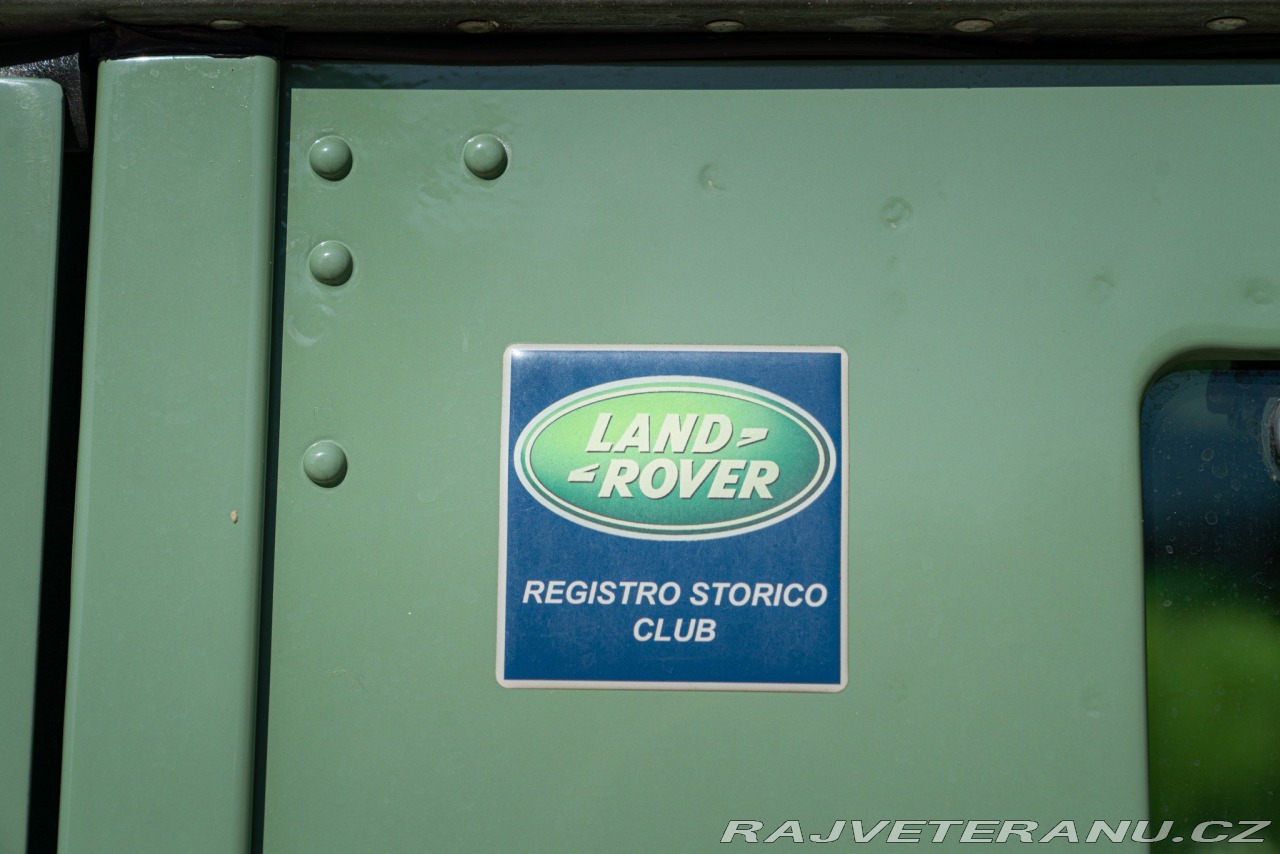 LAND
ROVER
REGISTRO STORICO
CLUB
RAJVETERANU.CZ